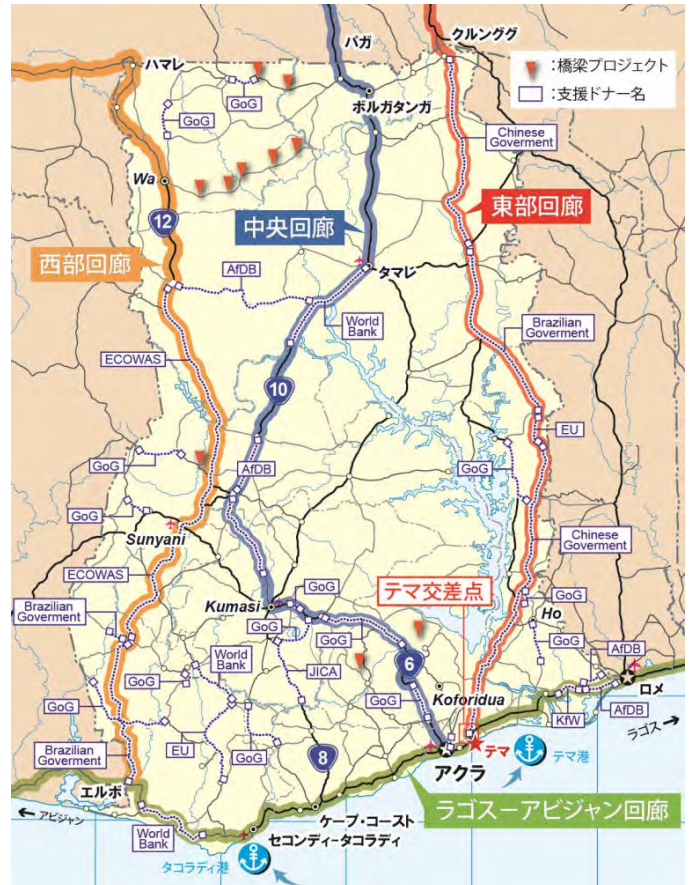 クルンググ
パガ
ハマレ
:橋梁プロジェクト
:支援ドナー名
GoG
ボルガタンガ
GoG
Chinese
Goverment
Wa
12
中央回廊
東部回廊
西部回廊
AfDB
タマレ
World
Bank
Brazilian
Goverment
ECOWAS
10
EU
GoG
AfDB
GoG
GoG
Sunyani
Chinese
Goverment
ECOWAS
テマ交差点
GoG
Kumasi
GoG
Ho
Brazilian
Goverment
GoG
GoG
GoG
AfDB
World
Bank
JICA
6
GoG
Koforidua
ロメ
GoG
GoG
KfW
AfDB
ラゴス
EU
GoG
8
テマ
テマ港
Brazilian
Goverment
アクラ
エルボ
ラゴスーアビジャン回廊
アビジャン
ケープ・コースト
World
Bank
セコンディ-タコラディ
タコラディ港